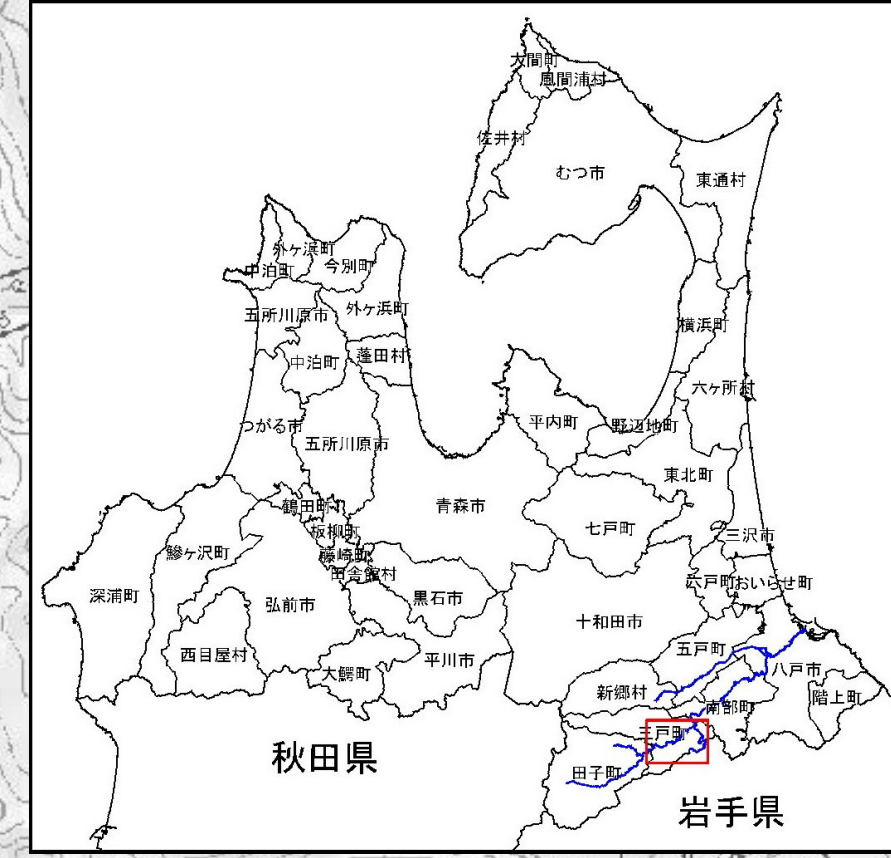 大間町
風間浦村
佐井村
むつ市
東通村
外ヶ浜町
中泊町
今別町
五所川原市
外ヶ浜町
横浜町
中泊町
蓬田村
六ヶ所村
つがる市
五所川原市
平内町
野辺地町
東北町
鶴田町
青森市
板柳町
七戸町
三沢市
鰺ヶ沢町
藤崎町
田舎館村
六戸町
おいらせ町
深浦町
弘前市
黒石市
十和田市
西目屋村
大鰐町
平川市
五戸町
八戸市
新郷村
南部町
階上町
三戸町
田子町
秋田県
岩手県